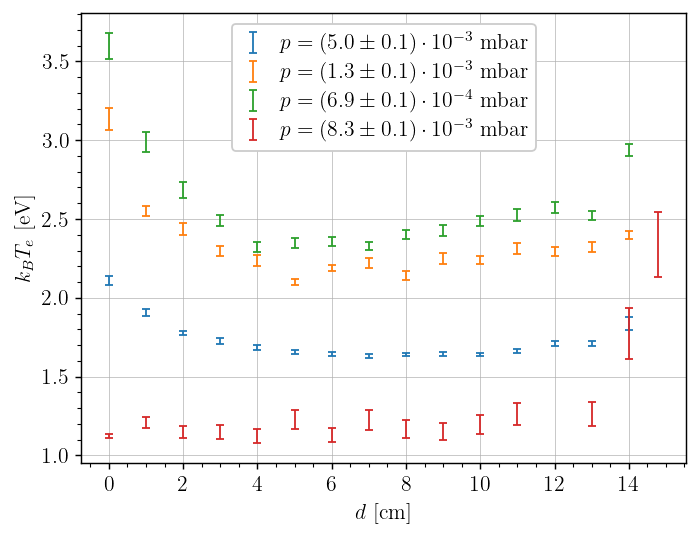 p = (5.0 ± 0.1) · 10⁻³ mbar
p = (1.3 ± 0.1) · 10⁻³ mbar
p = (6.9 ± 0.1) · 10⁻⁴ mbar
p = (8.3 ± 0.1) · 10⁻³ mbar
3.5
3.0
2.5
2.0
1.5
1.0
k_BT_e [eV]
0 2 4 6 8 10 12 14
d [cm]